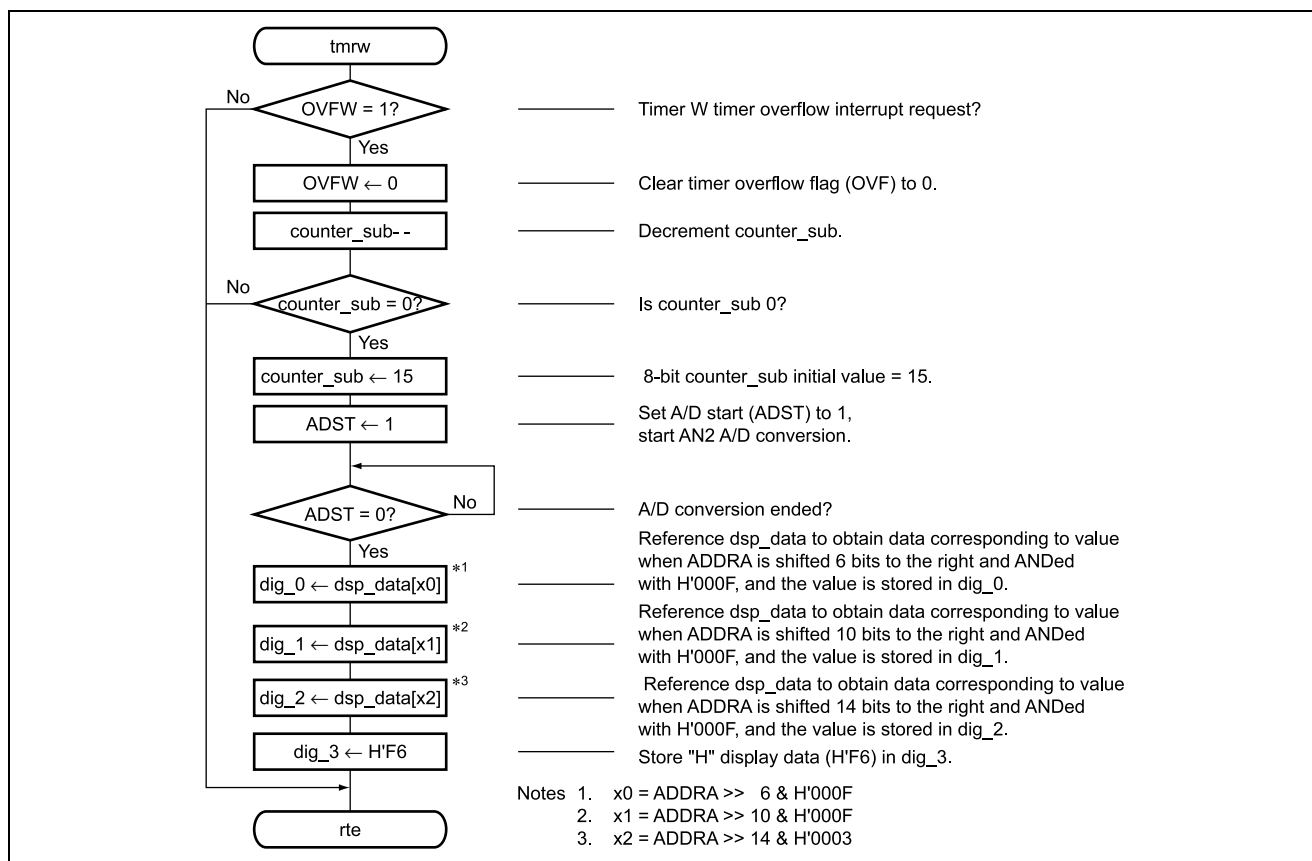 tmrw
No
OVFW = 1?
Timer W timer overflow interrupt request?
Yes
OVFW ← 0
Clear timer overflow flag (OVF) to 0.
counter_sub- -
Decrement counter_sub.
No
counter_sub = 0?
Is counter_sub 0?
Yes
counter_sub ← 15
8-bit counter_sub initial value = 15.
ADST ← 1
Set A/D start (ADST) to 1,
start AN2 A/D conversion.
ADST = 0?
No
A/D conversion ended?
Yes
dig_0 ← dsp_data[x0] *1
Reference dsp_data to obtain data corresponding to value
when ADDRA is shifted 6 bits to the right and ANDed
with H'000F, and the value is stored in dig_0.
dig_1 ← dsp_data[x1] *2
Reference dsp_data to obtain data corresponding to value
when ADDRA is shifted 10 bits to the right and ANDed
with H'000F, and the value is stored in dig_1.
dig_2 ← dsp_data[x2] *3
Reference dsp_data to obtain data corresponding to value
when ADDRA is shifted 14 bits to the right and ANDed
with H'000F, and the value is stored in dig_2.
dig_3 ← H'F6
Store "H" display data (H'F6) in dig_3.
rte
Notes 1. x0 = ADDRA >> 6 & H'000F
2. x1 = ADDRA >> 10 & H'000F
3. x2 = ADDRA >> 14 & H'0003